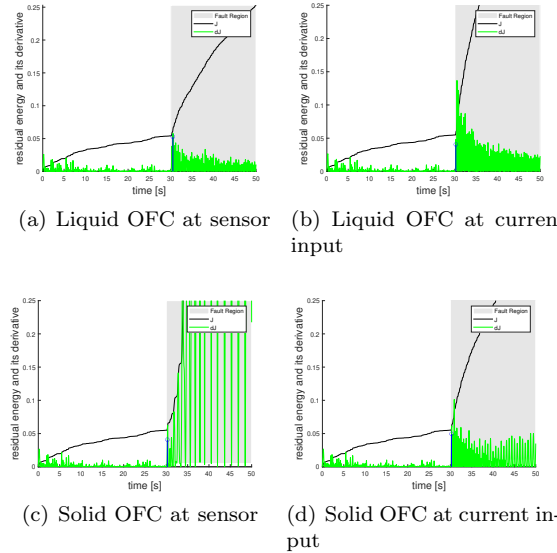 residual energy and its derivative
0.25
0.2
0.15
0.1
0.05
0
Fault Region
J
dJ
0 5 10 15 20 25 30 35 40 45 50
time [s]
(a) Liquid OFC at sensor
residual energy and its derivative
0.25
0.2
0.15
0.1
0.05
0
Fault Region
J
dJ
0 5 10 15 20 25 30 35 40 45 50
time [s]
(b) Liquid OFC at current
input
residual energy and its derivative
0.25
0.2
0.15
0.1
0.05
0
Fault Region
J
dJ
0 5 10 15 20 25 30 35 40 45 50
time [s]
(c) Solid OFC at sensor
residual energy and its derivative
0.25
0.2
0.15
0.1
0.05
0
Fault Region
J
dJ
0 5 10 15 20 25 30 35 40 45 50
time [s]
(d) Solid OFC at current in-
put